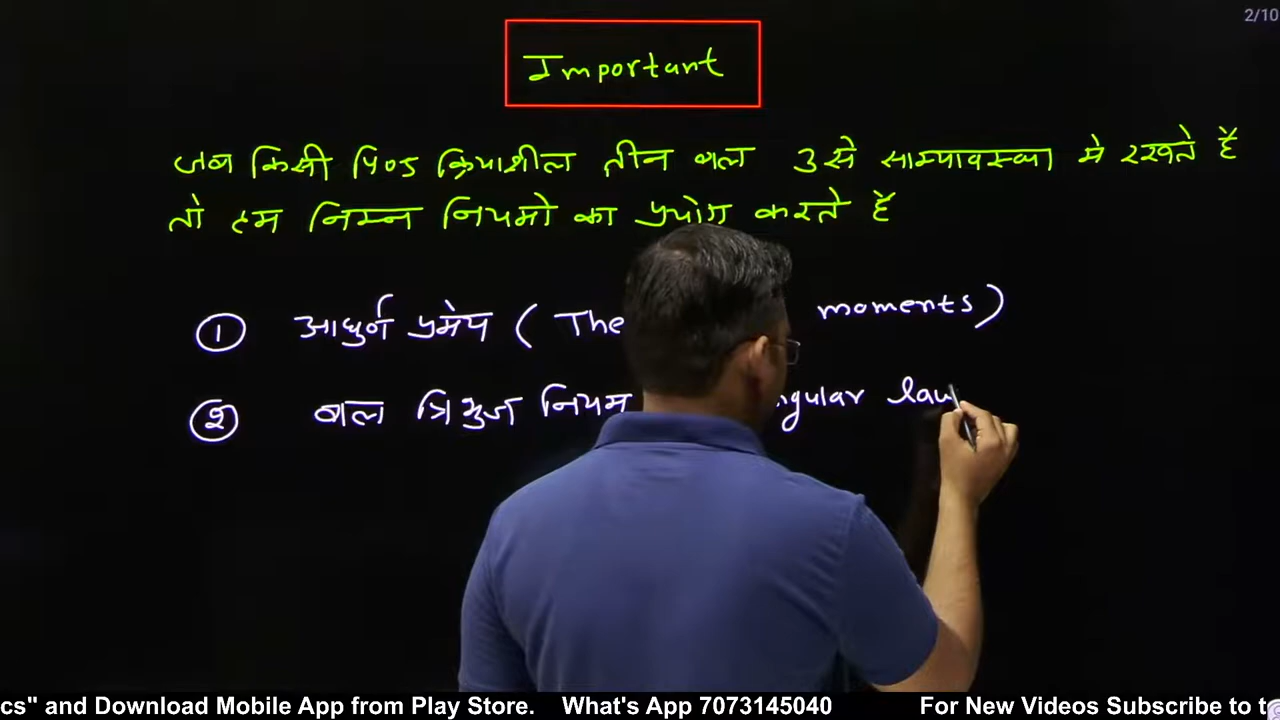 2/10
Important
जब किसी पिण्ड क्रियाशील तीन बल उसे साम्यावस्था मे रखते हैं
तो हम निम्न नियमो का प्रयोग करते हैं
① आघुर्ण प्रमेय ( The moments )
② बल त्रिभुज नियम ngular law
cs" and Download Mobile App from Play Store. What's App 7073145040 For New Videos Subscribe to t